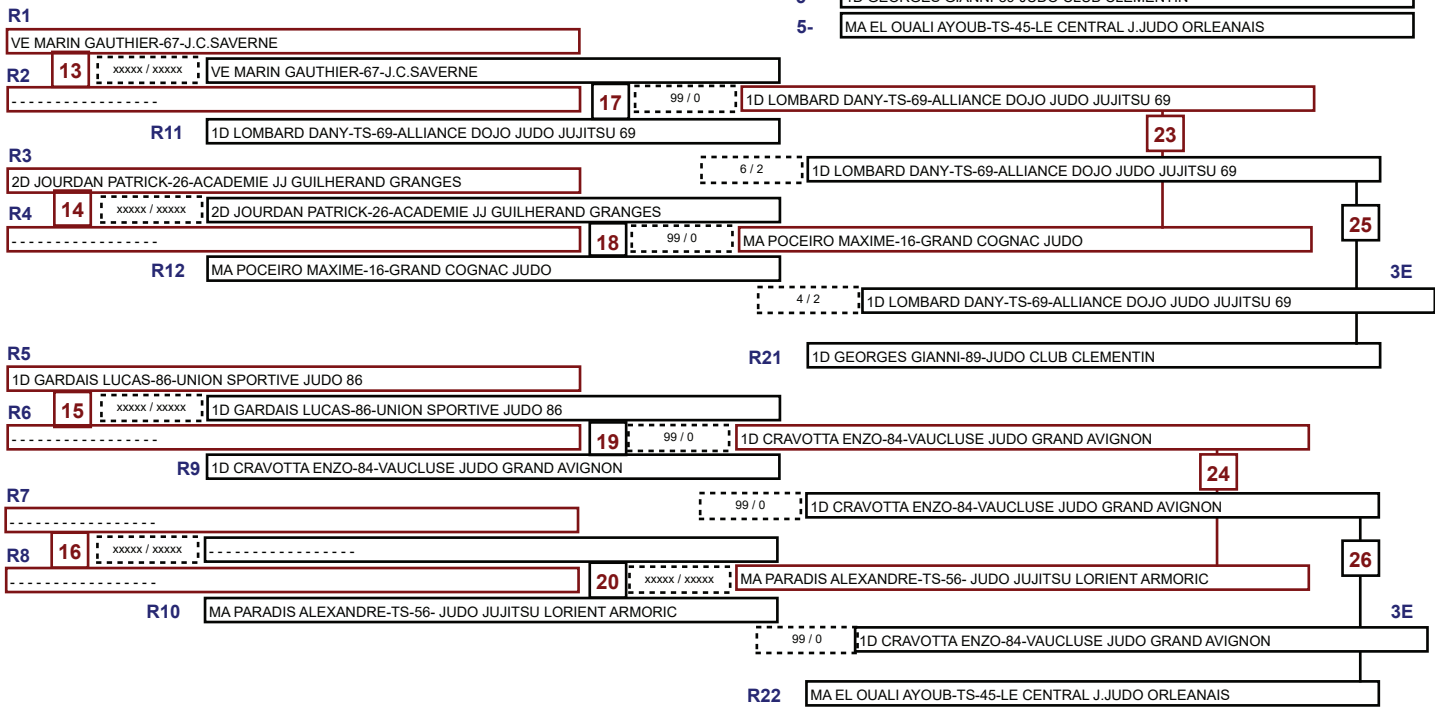 1D GEORGES GIANNI-89-JUDO CLUB CLEMENTIN
R1
5- MA EL OUALI AYOUB-TS-45-LE CENTRAL J.JUDO ORLEANAIS
VE MARIN GAUTHIER-67-J.C.SAVERNE
R2 13 xxxxx / xxxxx VE MARIN GAUTHIER-67-J.C.SAVERNE
- - - - - - - - - - - - - - - - - 17 99 / 0 1D LOMBARD DANY-TS-69-ALLIANCE DOJO JUDO JUJITSU 69
R11 1D LOMBARD DANY-TS-69-ALLIANCE DOJO JUDO JUJITSU 69 23
R3
6 / 2 1D LOMBARD DANY-TS-69-ALLIANCE DOJO JUDO JUJITSU 69
2D JOURDAN PATRICK-26-ACADEMIE JJ GUILHERAND GRANGES
R4 14 xxxxx / xxxxx 2D JOURDAN PATRICK-26-ACADEMIE JJ GUILHERAND GRANGES
25
- - - - - - - - - - - - - - - - - 18 99 / 0 MA POCEIRO MAXIME-16-GRAND COGNAC JUDO
R12 MA POCEIRO MAXIME-16-GRAND COGNAC JUDO 3E
4 / 2 1D LOMBARD DANY-TS-69-ALLIANCE DOJO JUDO JUJITSU 69
R5
R21 1D GEORGES GIANNI-89-JUDO CLUB CLEMENTIN
1D GARDAIS LUCAS-86-UNION SPORTIVE JUDO 86
R6 15 xxxxx / xxxxx 1D GARDAIS LUCAS-86-UNION SPORTIVE JUDO 86
- - - - - - - - - - - - - - - - - 19 99 / 0 1D CRAVOTTA ENZO-84-VAUCLUSE JUDO GRAND AVIGNON
R9 1D CRAVOTTA ENZO-84-VAUCLUSE JUDO GRAND AVIGNON 24
R7
99 / 0 1D CRAVOTTA ENZO-84-VAUCLUSE JUDO GRAND AVIGNON
- - - - - - - - - - - - - - - - -
R8 16 xxxxx / xxxxx - - - - - - - - - - - - - - - - - 26
- - - - - - - - - - - - - - - - - 20 xxxxx / xxxxx MA PARADIS ALEXANDRE-TS-56- JUDO JUJITSU LORIENT ARMORIC
R10 MA PARADIS ALEXANDRE-TS-56- JUDO JUJITSU LORIENT ARMORIC 3E
99 / 0 1D CRAVOTTA ENZO-84-VAUCLUSE JUDO GRAND AVIGNON
R22 MA EL OUALI AYOUB-TS-45-LE CENTRAL J.JUDO ORLEANAIS